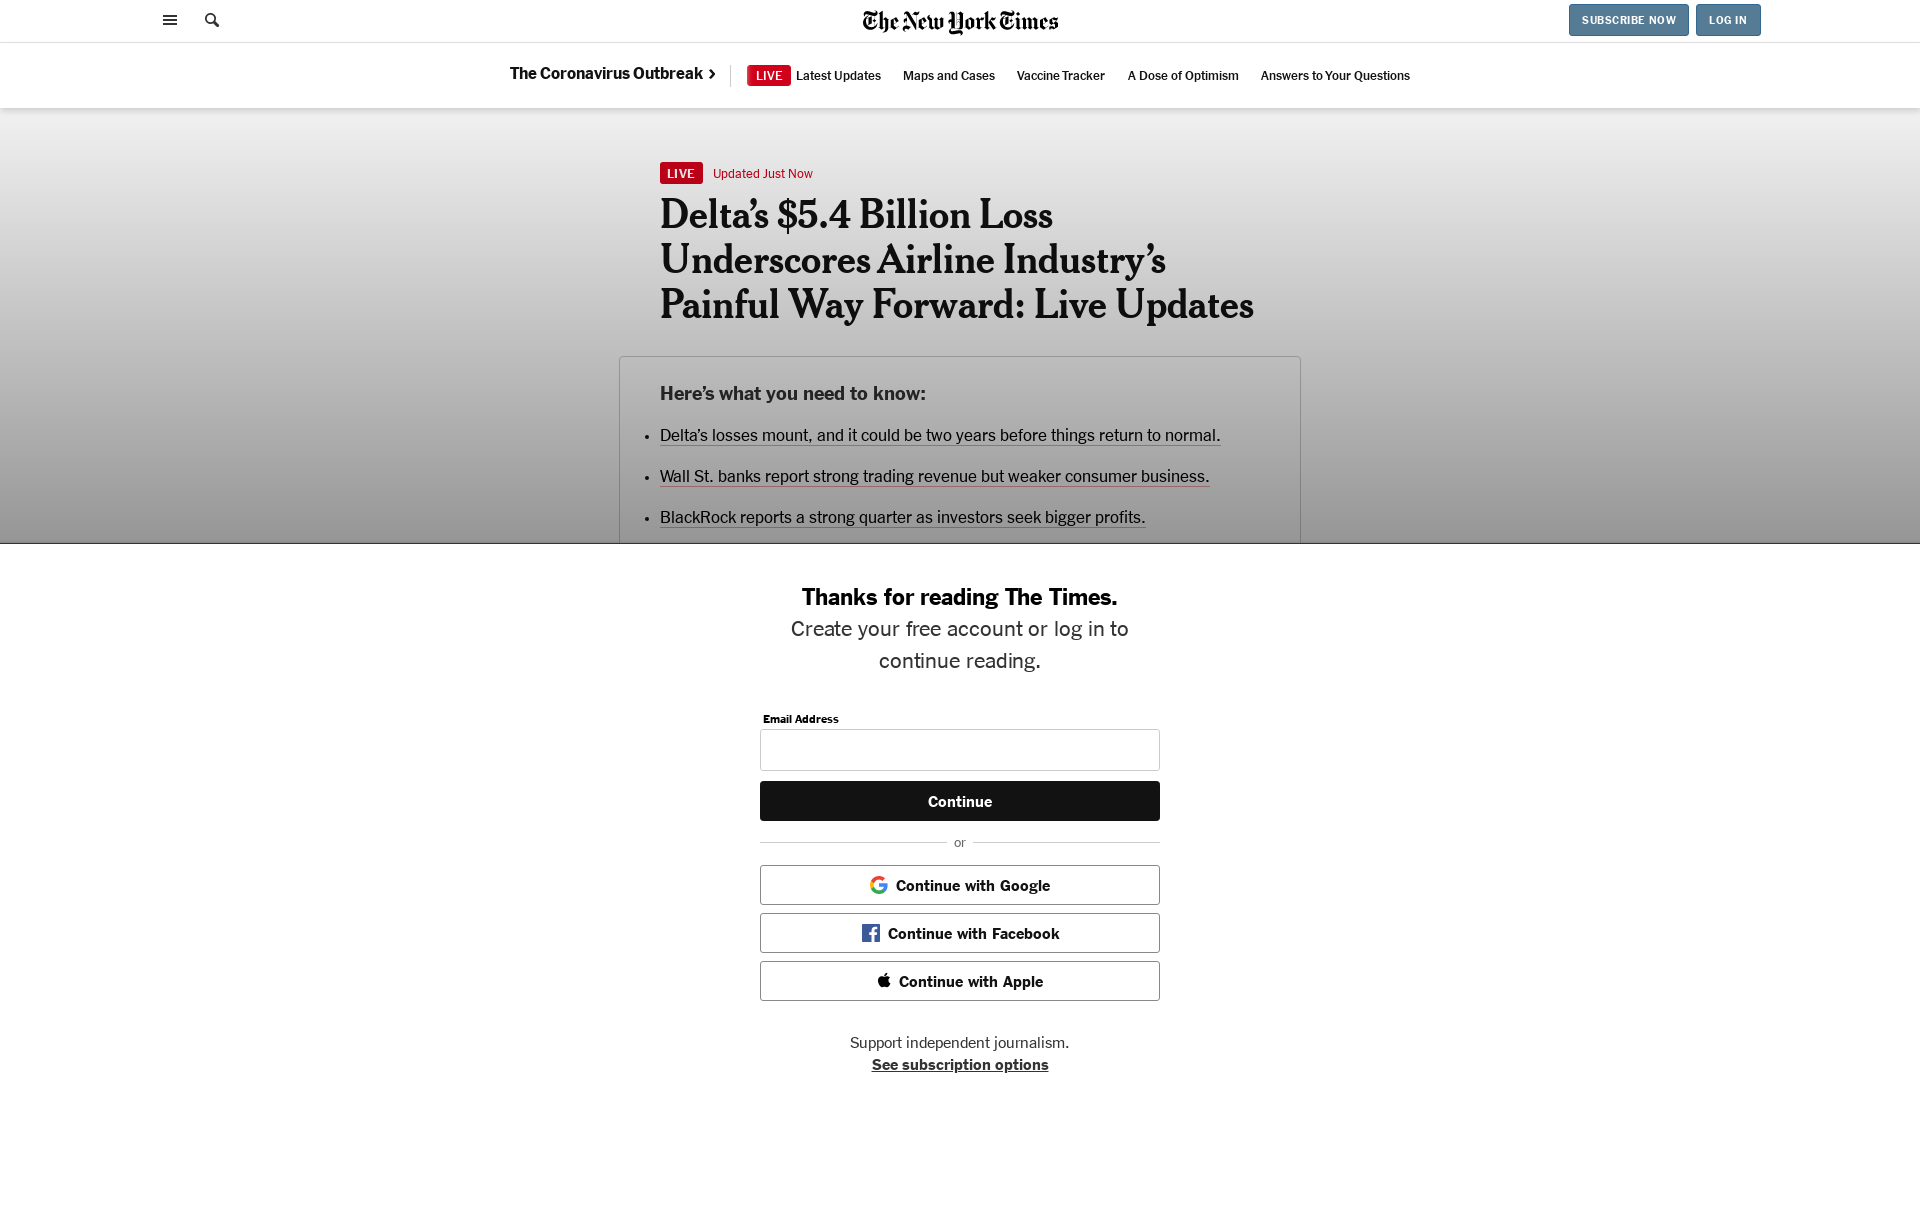 The New York Times
SUBSCRIBE NOW
LOG IN
The Coronavirus Outbreak ›
LIVE Latest Updates
Maps and Cases
Vaccine Tracker
A Dose of Optimism
Answers to Your Questions
LIVE Updated Just Now
Delta’s $5.4 Billion Loss
Underscores Airline Industry’s
Painful Way Forward: Live Updates
Here’s what you need to know:
• Delta’s losses mount, and it could be two years before things return to normal.
• Wall St. banks report strong trading revenue but weaker consumer business.
• BlackRock reports a strong quarter as investors seek bigger profits.
Thanks for reading The Times.
Create your free account or log in to
continue reading.
Email Address
Continue
or
Continue with Google
Continue with Facebook
Continue with Apple
Support independent journalism.
See subscription options